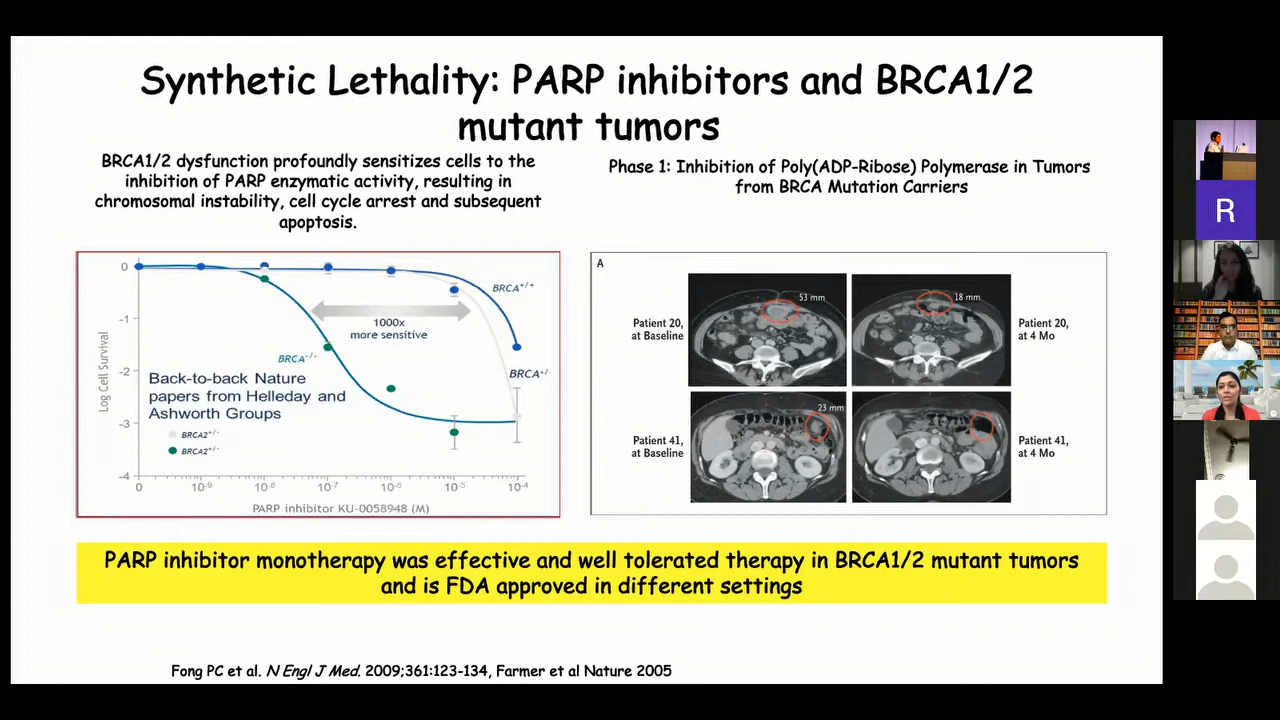 Synthetic Lethality: PARP inhibitors and BRCA1/2
mutant tumors
BRCA1/2 dysfunction profoundly sensitizes cells to the
inhibition of PARP enzymatic activity, resulting in
chromosomal instability, cell cycle arrest and subsequent
apoptosis.
Phase 1: Inhibition of Poly(ADP-Ribose) Polymerase in Tumors
from BRCA Mutation Carriers
0
-1
-2
-3
-4
Log Cell Survival
BRCA+/+
1000x
more sensitive
BRCA-/-
BRCA+/-
Back-to-back Nature
papers from Helleday and
Ashworth Groups
BRCA2+/-
BRCA2+/-
0
10-9
10-8
10-7
10-6
10-5
10-4
PARP inhibitor KU-0058948 (M)
A
Patient 20,
at Baseline
53 mm
18 mm
Patient 20,
at 4 Mo
Patient 41,
at Baseline
23 mm
Patient 41,
at 4 Mo
PARP inhibitor monotherapy was effective and well tolerated therapy in BRCA1/2 mutant tumors
and is FDA approved in different settings
Fong PC et al. N Engl J Med. 2009;361:123-134, Farmer et al Nature 2005
R